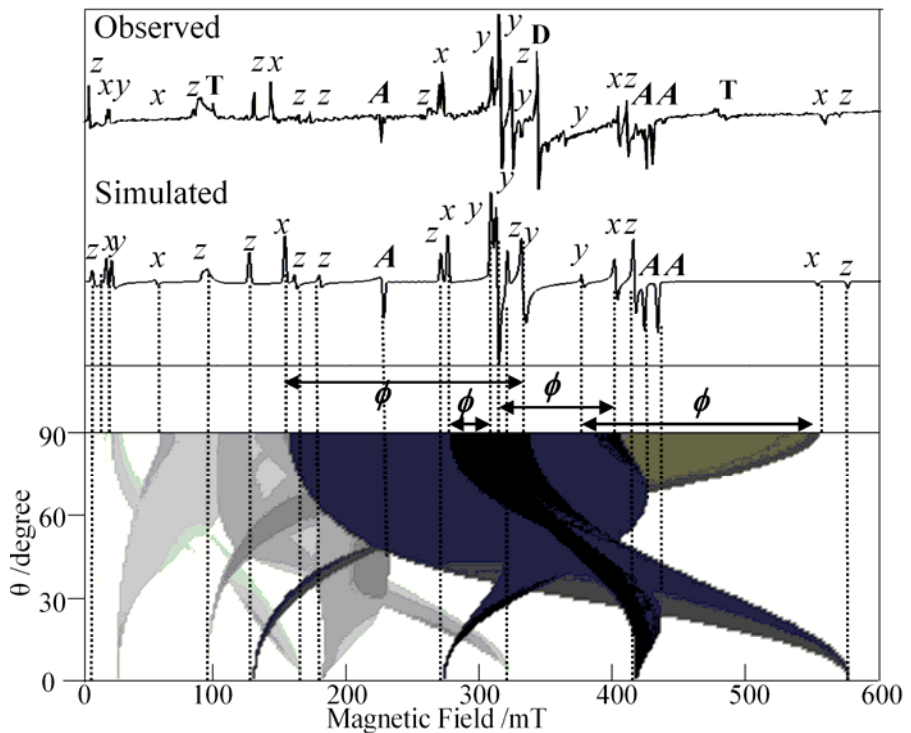 Observed
z x y x z T z x z z A z x y y z D y y x z A A T x z
Simulated
z x y x z z x z z A z x y y z y y x z A A x z
ϕ ϕ ϕ ϕ
90
60
30
0
θ /degree
0 100 200 300 400 500 600
Magnetic Field /mT